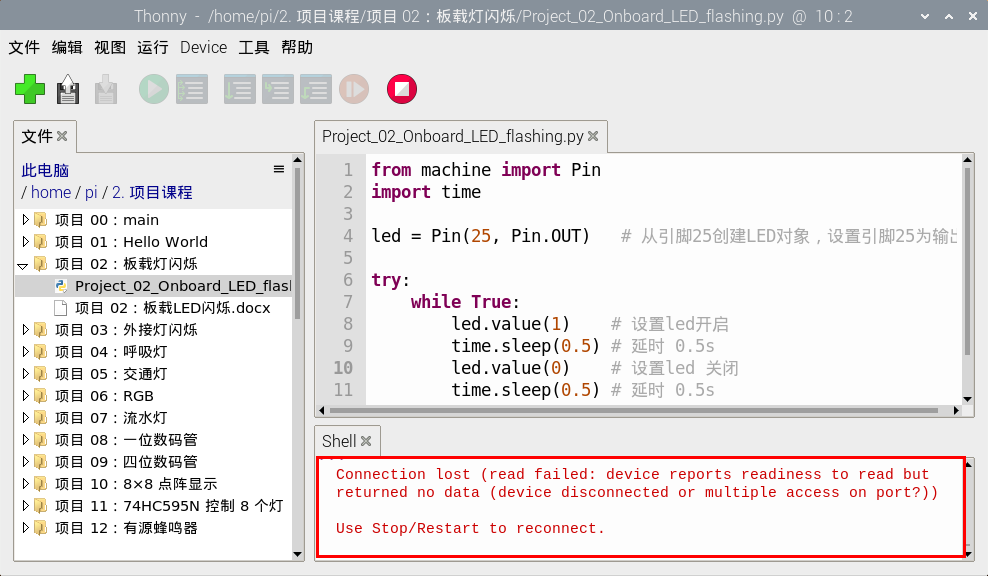 Thonny - /home/pi/2. 项目课程/项目 02：板载灯闪烁/Project_02_Onboard_LED_flashing.py @ 10 : 2
文件 编辑 视图 运行 Device 工具 帮助
文件
此电脑
/ home / pi / 2. 项目课程
项目 00：main
项目 01：Hello World
项目 02：板载灯闪烁
Project_02_Onboard_LED_flasl
项目 02：板载LED闪烁.docx
项目 03：外接灯闪烁
项目 04：呼吸灯
项目 05：交通灯
项目 06：RGB
项目 07：流水灯
项目 08：一位数码管
项目 09：四位数码管
项目 10：8×8 点阵显示
项目 11：74HC595N 控制 8 个灯
项目 12：有源蜂鸣器
Project_02_Onboard_LED_flashing.py
1 from machine import Pin
2 import time
3
4 led = Pin(25, Pin.OUT) # 从引脚25创建LED对象，设置引脚25为输出
5
6 try:
7 while True:
8 led.value(1) # 设置led开启
9 time.sleep(0.5) # 延时 0.5s
10 led.value(0) # 设置led 关闭
11 time.sleep(0.5) # 延时 0.5s
Shell
Connection lost (read failed: device reports readiness to read but
returned no data (device disconnected or multiple access on port?))
Use Stop/Restart to reconnect.